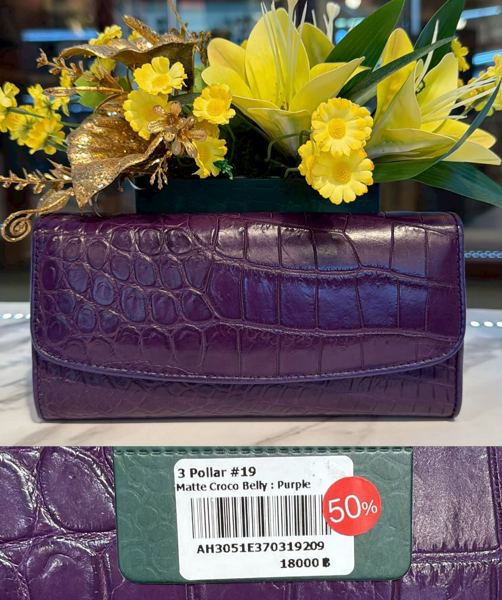 3 Pollar #19
Matte Croco Belly : Purple
50%
AH3051E370319209
18000 ฿